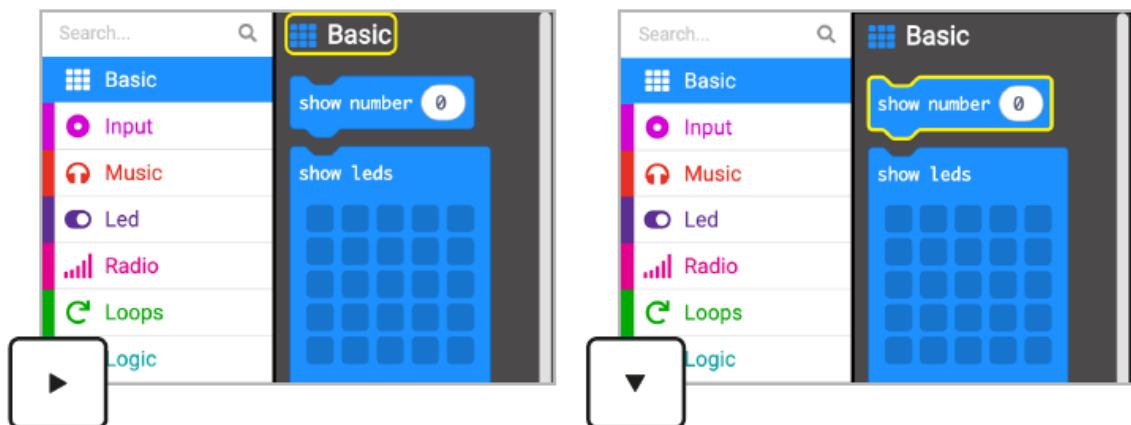 Search...
Basic
Input
Music
Led
Radio
Loops
Logic
Basic
show number 0
show leds
Search...
Basic
Input
Music
Led
Radio
Loops
Logic
Basic
show number 0
show leds